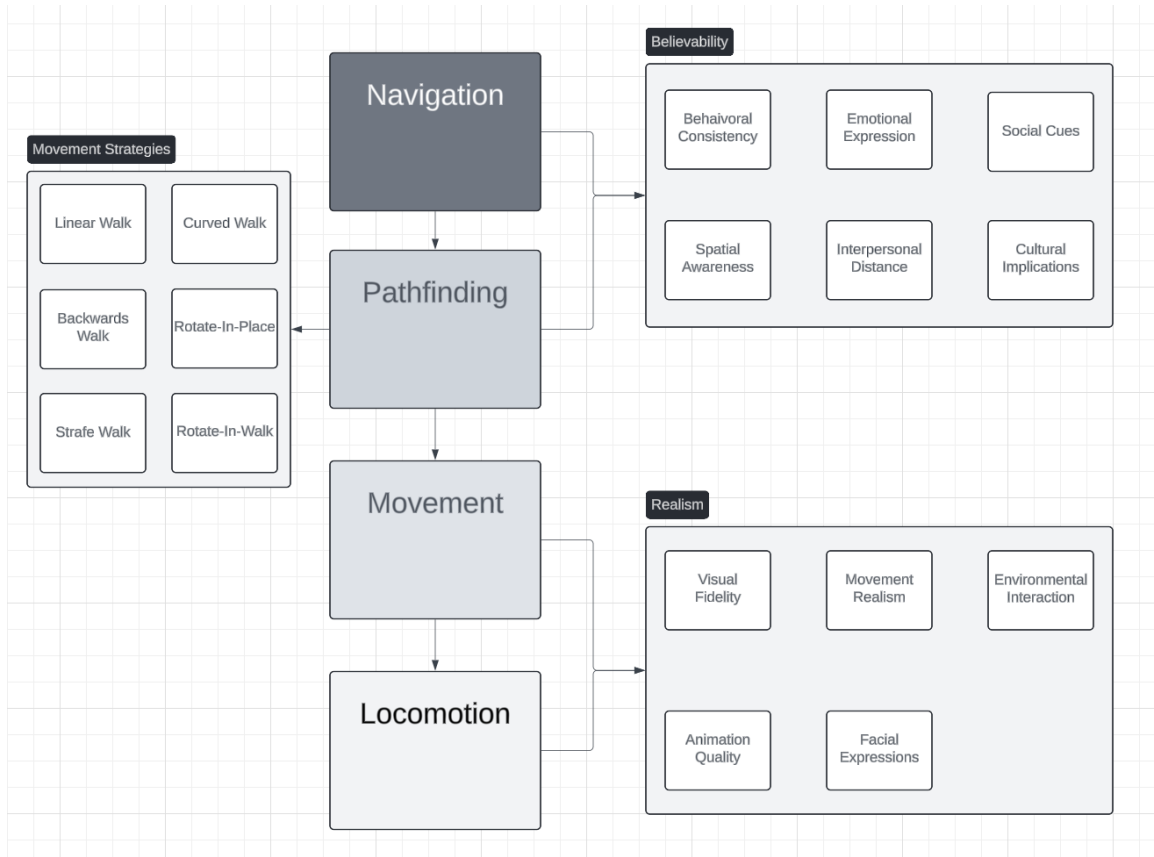 Believability
Navigation
Behaivoral
Consistency
Emotional
Expression
Social Cues
Movement Strategies
Linear Walk
Curved Walk
Spatial
Awareness
Interpersonal
Distance
Cultural
Implications
Pathfinding
Backwards
Walk
Rotate-In-Place
Strafe Walk
Rotate-In-Walk
Movement
Realism
Visual
Fidelity
Movement
Realism
Environmental
Interaction
Locomotion
Animation
Quality
Facial
Expressions